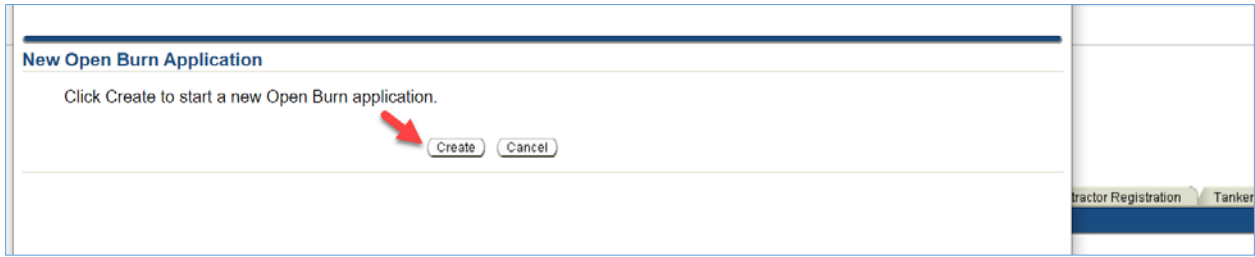 New Open Burn Application
Click Create to start a new Open Burn application.
Create Cancel
tractor Registration Tanker